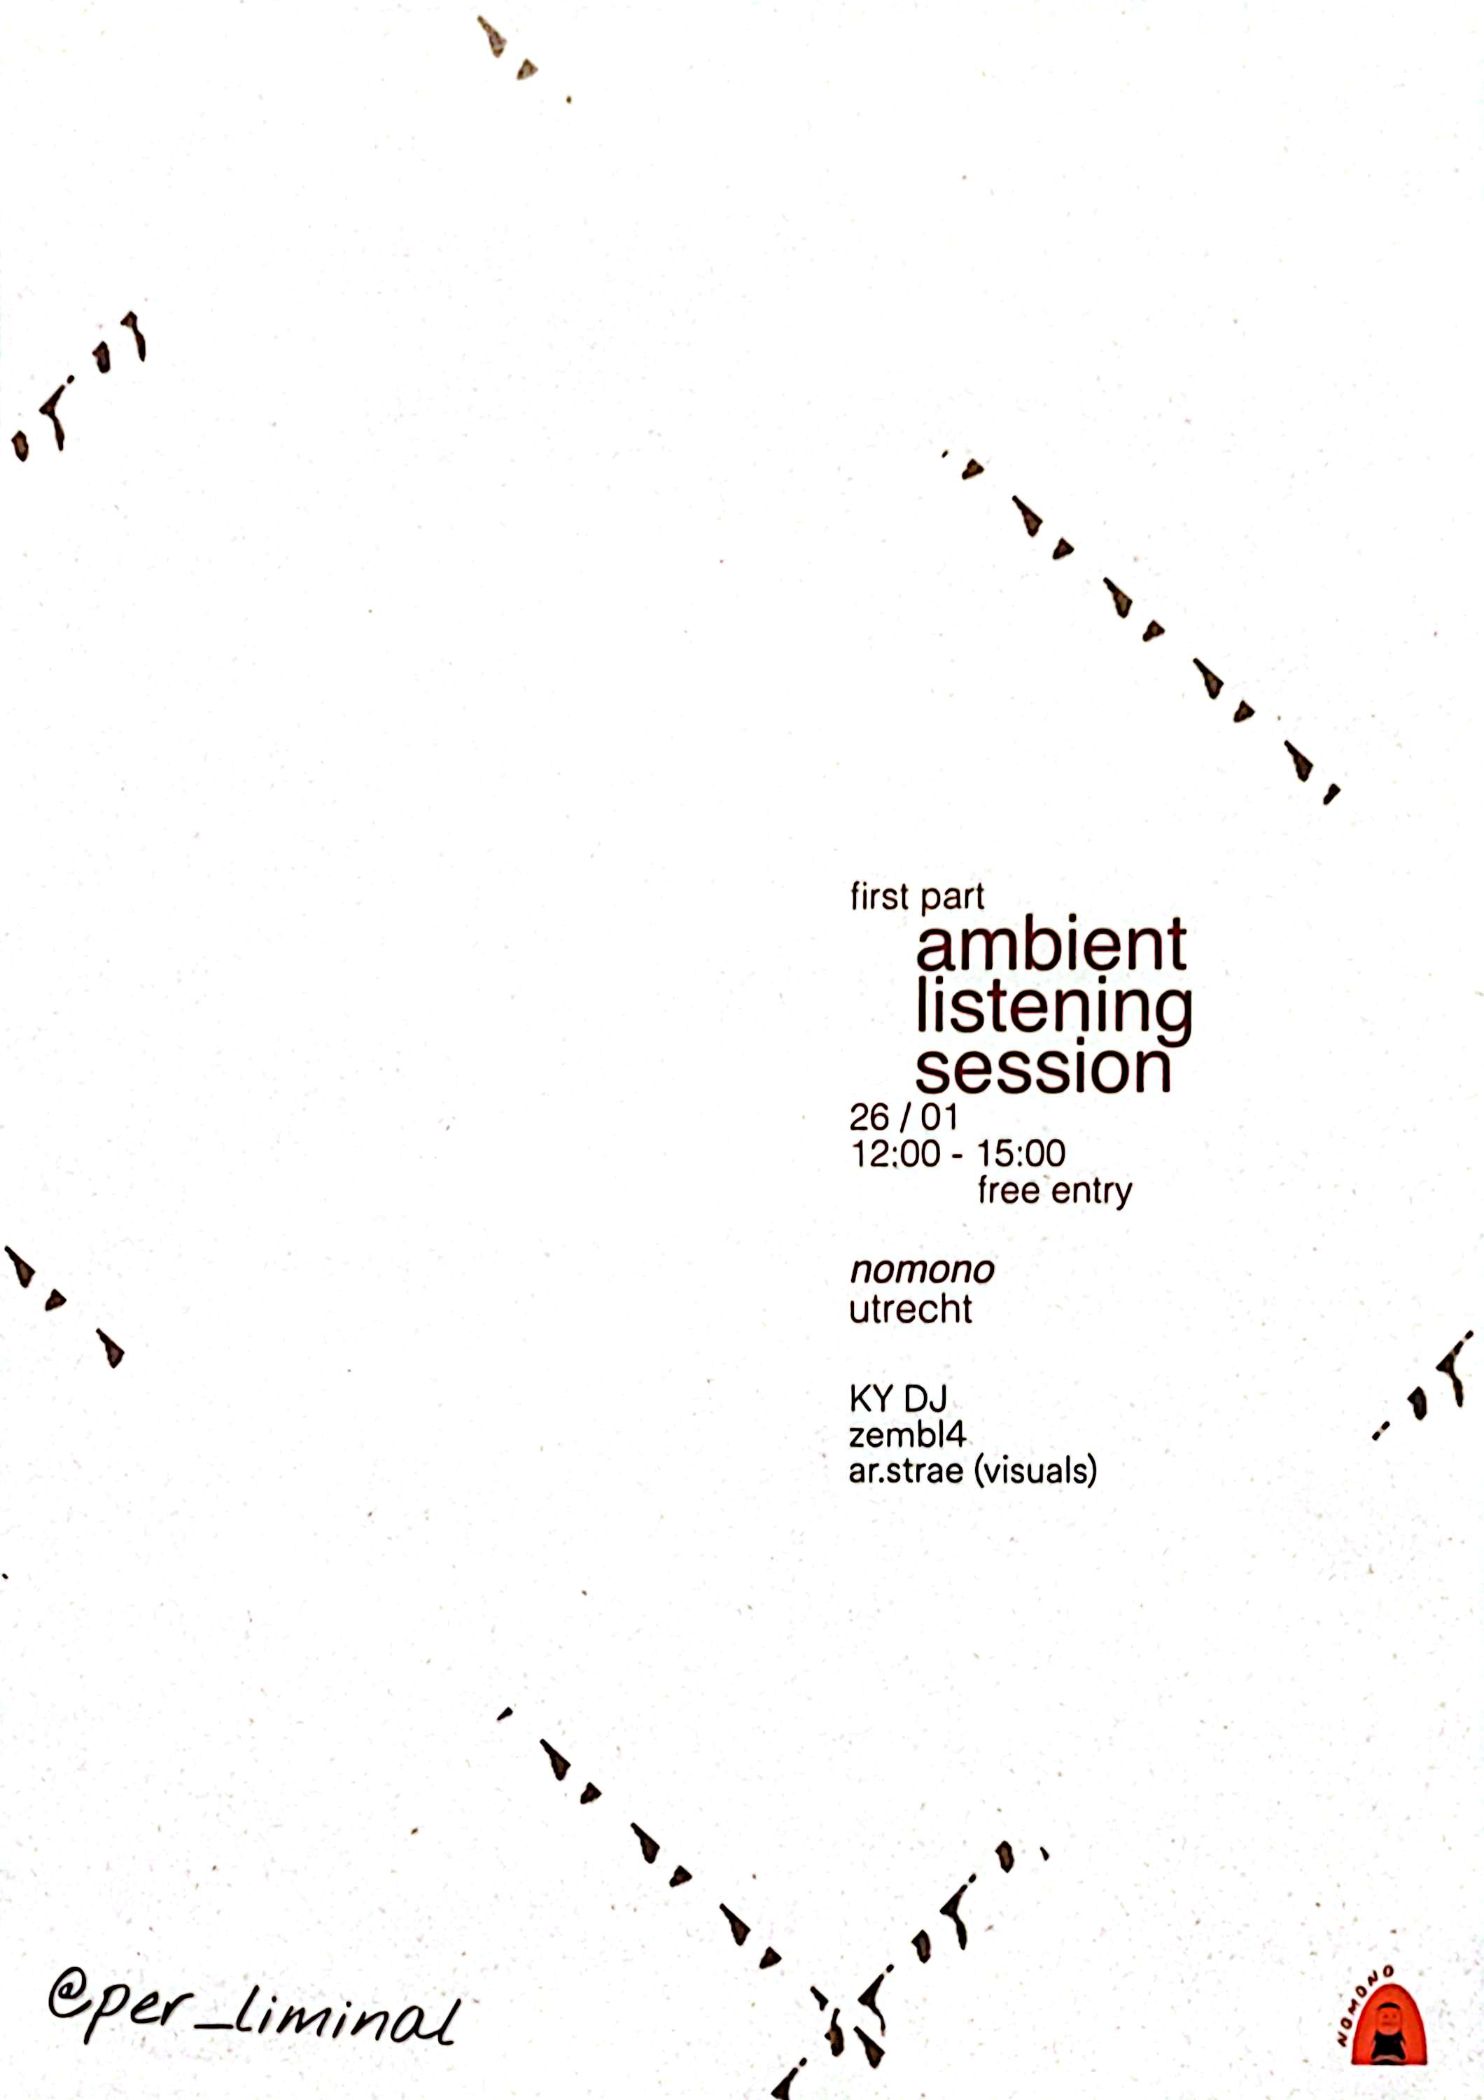 first part
ambient
listening
session
26 / 01
12:00 - 15:00
free entry
nomono
utrecht
KY DJ
zembl4
ar.strae (visuals)
@per_liminal
NOMONO